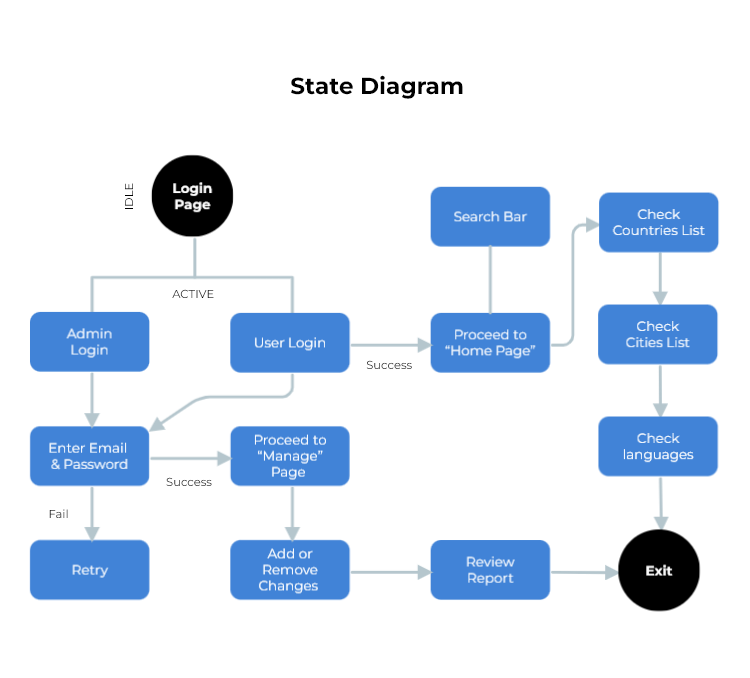 State Diagram
IDLE
Login
Page
ACTIVE
Search Bar
Check
Countries List
Admin
Login
User Login
Success
Proceed to
“Home Page”
Check
Cities List
Enter Email
& Password
Success
Proceed to
“Manage”
Page
Check
languages
Fail
Retry
Add or
Remove
Changes
Review
Report
Exit